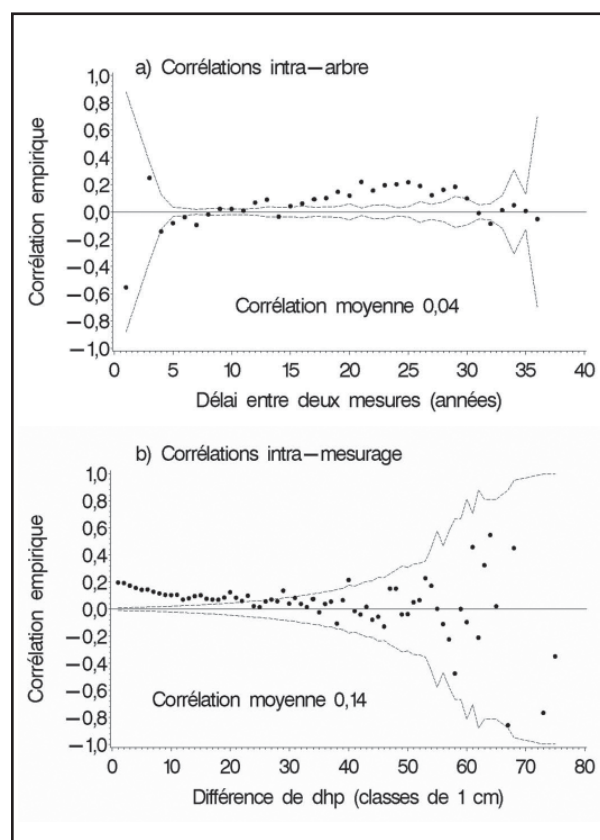 a) Corrélations intra–arbre
Corrélation empirique
1,0
0,8
0,6
0,4
0,2
0,0
−0,2
−0,4
−0,6
−0,8
−1,0
Corrélation moyenne 0,04
0 5 10 15 20 25 30 35 40
Délai entre deux mesures (années)
b) Corrélations intra–mesurage
Corrélation empirique
1,0
0,8
0,6
0,4
0,2
0,0
−0,2
−0,4
−0,6
−0,8
−1,0
Corrélation moyenne 0,14
0 10 20 30 40 50 60 70 80
Différence de dhp (classes de 1 cm)